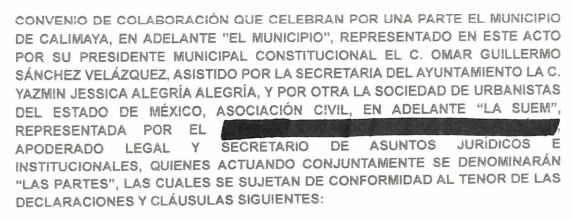 CONVENIO DE COLABORACIÓN QUE CELEBRAN POR UNA PARTE EL MUNICIPIO
DE CALIMAYA, EN ADELANTE "EL MUNICIPIO", REPRESENTADO EN ESTE ACTO
POR SU PRESIDENTE MUNICIPAL CONSTITUCIONAL EL C. OMAR GUILLERMO
SÁNCHEZ VELÁZQUEZ, ASISTIDO POR LA SECRETARIA DEL AYUNTAMIENTO LA C.
YAZMIN JESSICA ALEGRÍA ALEGRÍA, Y POR OTRA LA SOCIEDAD DE URBANISTAS
DEL ESTADO DE MÉXICO, ASOCIACIÓN CIVIL, EN ADELANTE "LA SUEM",
REPRESENTADA POR EL
APODERADO LEGAL Y SECRETARIO DE ASUNTOS JURÍDICOS E
INSTITUCIONALES, QUIENES ACTUANDO CONJUNTAMENTE SE DENOMINARÁN
"LAS PARTES", LAS CUALES SE SUJETAN DE CONFORMIDAD AL TENOR DE LAS
DECLARACIONES Y CLÁUSULAS SIGUIENTES: